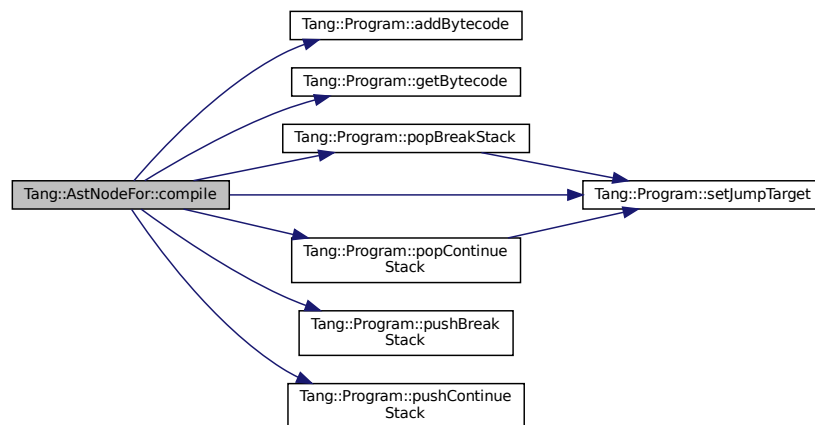 Tang::Program::addBytecode
Tang::Program::getBytecode
Tang::Program::popBreakStack
Tang::AstNodeFor::compile
Tang::Program::setJumpTarget
Tang::Program::popContinue
Stack
Tang::Program::pushBreak
Stack
Tang::Program::pushContinue
Stack